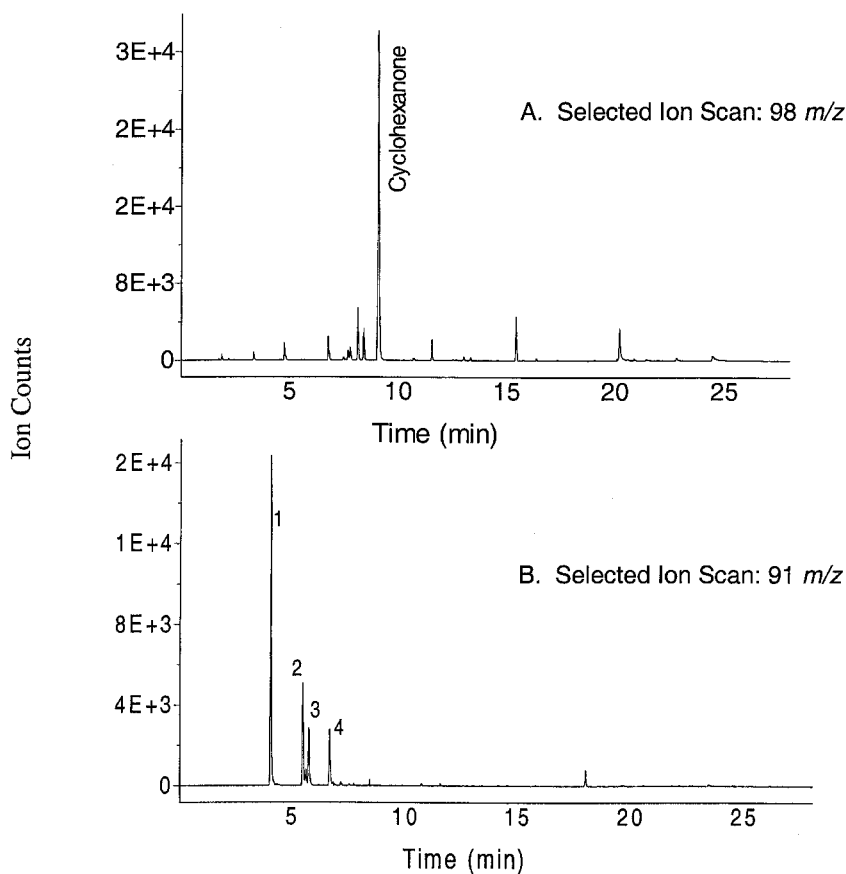 3E+4
2E+4
2E+4
8E+3
0
Cyclohexanone
A. Selected Ion Scan: 98 m/z
5
10
15
20
25
Time (min)
Ion Counts
2E+4
1E+4
8E+3
4E+3
0
1
2
3
4
B. Selected Ion Scan: 91 m/z
5
10
15
20
25
Time (min)